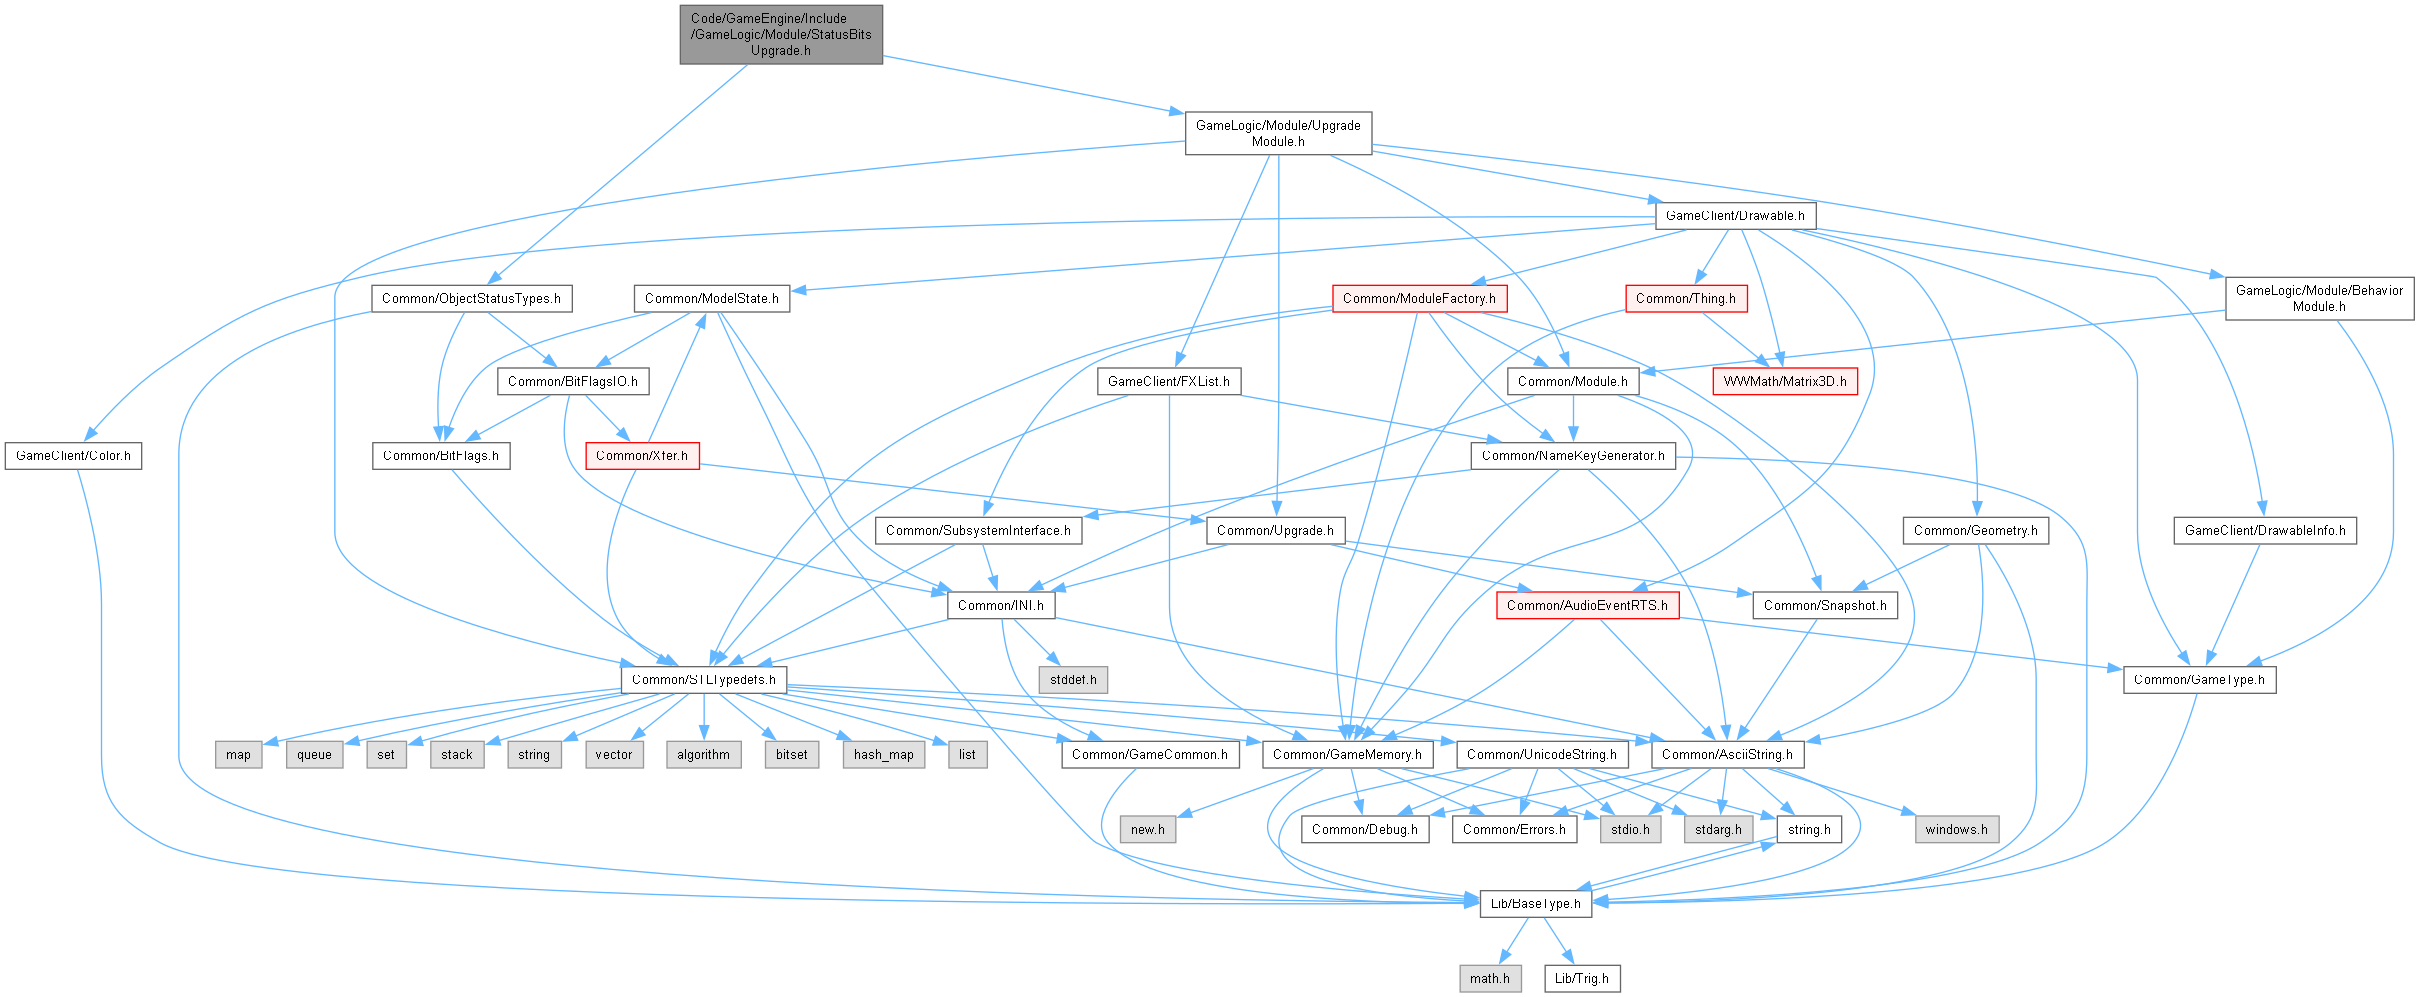 Code/GameEngine/Include
/GameLogic/Module/StatusBits
Upgrade.h
GameLogic/Module/Upgrade
Module.h
GameClient/Drawable.h
GameLogic/Module/Behavior
Module.h
Common/ObjectStatusTypes.h
Common/ModelState.h
Common/ModuleFactory.h
Common/Thing.h
Common/BitFlagsIO.h
GameClient/FXList.h
Common/Module.h
WWMath/Matrix3D.h
GameClient/Color.h
Common/BitFlags.h
Common/Xfer.h
Common/NameKeyGenerator.h
Common/SubsystemInterface.h
Common/Upgrade.h
Common/Geometry.h
GameClient/DrawableInfo.h
Common/INI.h
Common/AudioEventRTS.h
Common/Snapshot.h
Common/STLTypedefs.h
stddef.h
Common/GameType.h
map
queue
set
stack
string
vector
algorithm
bitset
hash_map
list
Common/GameCommon.h
Common/GameMemory.h
Common/UnicodeString.h
Common/AsciiString.h
new.h
Common/Debug.h
Common/Errors.h
stdio.h
stdarg.h
string.h
windows.h
Lib/BaseType.h
math.h
Lib/Trig.h